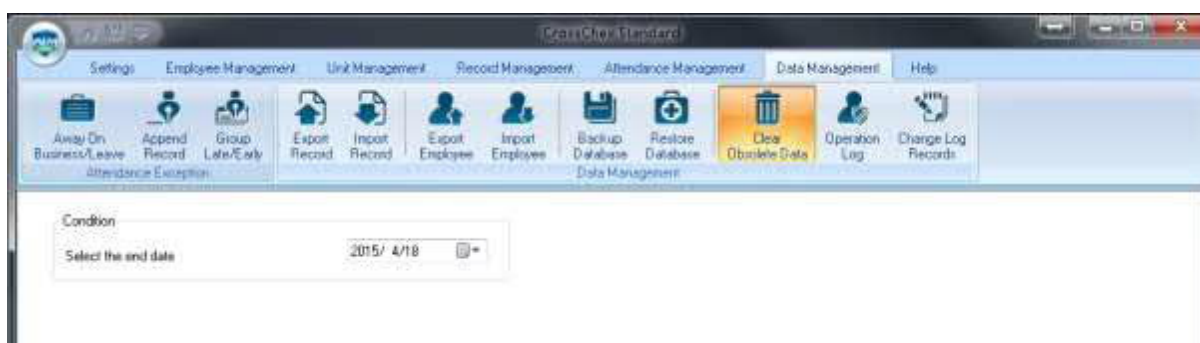 CrossChex Standard
Settings Employee Management Unit Management Record Management Attendance Management Data Management Help
Away On Append Group Export Import Export Import Backup Restore Clear Operation Change Log
Business/Leave Record Late/Early Record Record Employee Employee Database Database Obsolete Data Log Records
Attendance Exception Data Management
Condition
Select the end date 2015/ 4/18